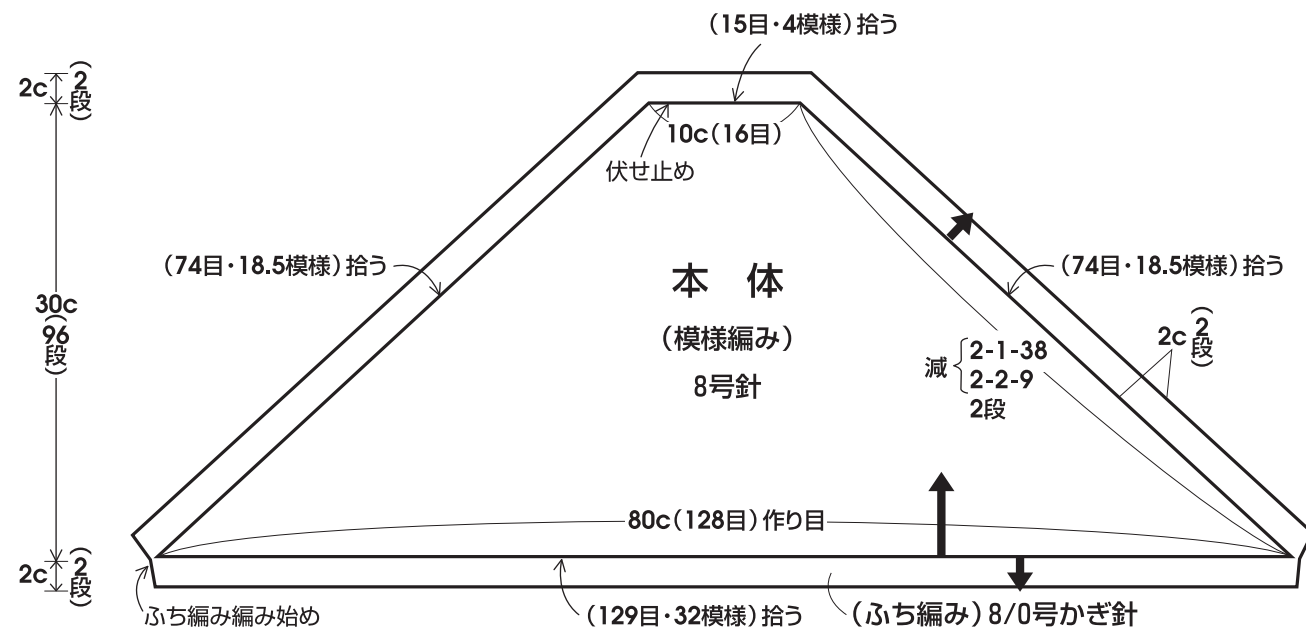 (15目・4模様)拾う
2c
(2段)
10c(16目)
伏せ止め
(74目・18.5模様)拾う
本 体
(74目・18.5模様)拾う
30c
(96段)
(模様編み)
8号針
減{2-1-38
2-2-9
2段
2c(2段)
80c(128目)作り目
2c
(2段)
ふち編み編み始め
(129目・32模様)拾う
(ふち編み)8/0号かぎ針